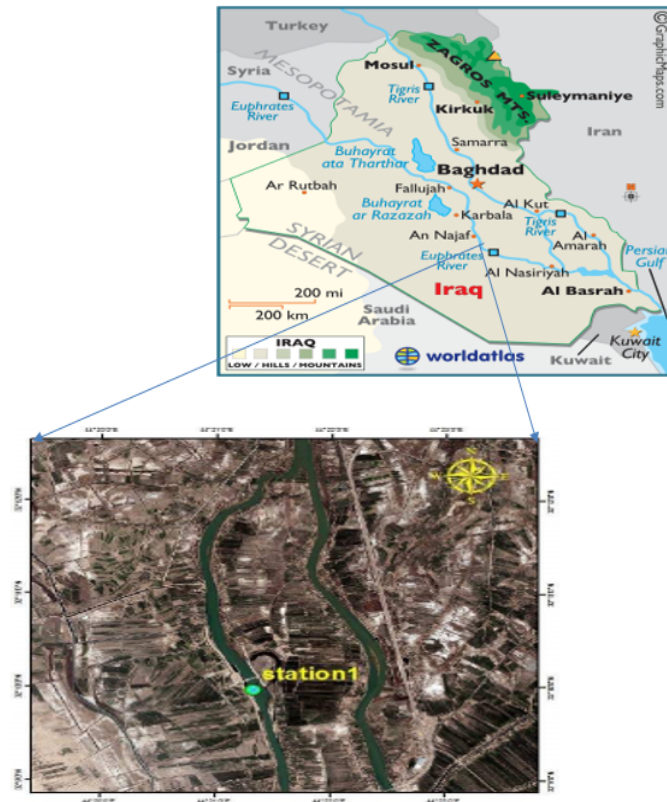 ©GraphicMaps.com
Turkey
ZAGROS MTS.
Mosul
Syria
MESOPOTAMIA
Tigris
River
Suleymaniye
Kirkuk
Euphrates
River
Iran
Samarra
Jordan
Buhayrat
ata Tharthar
Baghdad
Ar Rutbah
Fallujah
Al Kut
Buhayrat
ar Razazah
Karbala
Tigris
River
SYRIAN
DESERT
An Najaf
Al
Amarah
Persian
Gulf
Euphrates
River
Al Nasiriyah
200 mi
Iraq
Al Basrah
200 km
Saudi
Arabia
IRAQ
LOW / HILLS / MOUNTAINS
worldatlas
Kuwait
Kuwait
City
N
E
S
station1